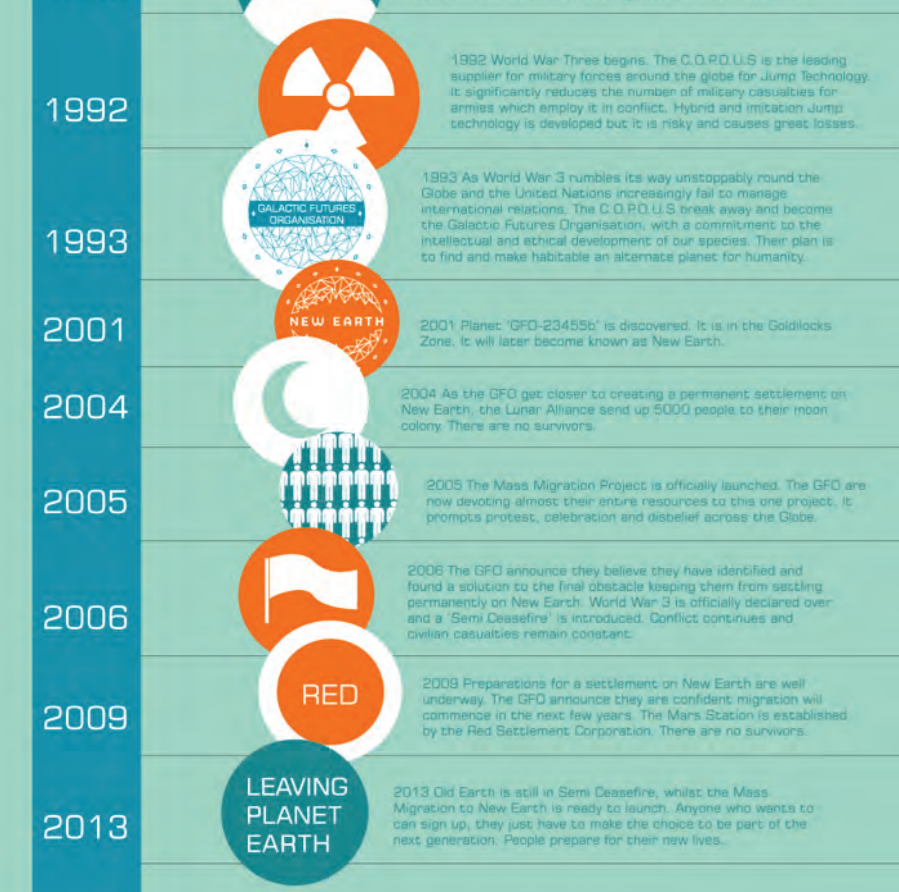 1992
1992 World War Three begins. The C.O.P.O.U.S is the leading
supplier for military forces around the globe for Jump Technology.
It significantly reduces the number of military casualties for
armies which employ it in conflict. Hybrid and imitation Jump
technology is developed but it is risky and causes great losses.
1993
GALACTIC FUTURES
ORGANISATION
1993 As World War 3 rumbles its way unstoppably round the
Globe and the United Nations increasingly fail to manage
international relations. The C.O.P.O.U.S break away and become
the Galactic Futures Organisation, with a commitment to the
intellectual and ethical development of our species. Their plan is
to find and make habitable an alternate planet for humanity.
2001
NEW EARTH
2001 Planet 'GFO-23455b' is discovered. It is in the Goldilocks
Zone. It will later become known as New Earth.
2004
2004 As the GFO get closer to creating a permanent settlement on
New Earth, the Lunar Alliance send up 5000 people to their moon
colony. There are no survivors.
2005
2005 The Mass Migration Project is officially launched. The GFO are
now devoting almost their entire resources to this one project. It
prompts protest, celebration and disbelief across the Globe.
2006
2006 The GFO announce they believe they have identified and
found a solution to the final obstacle keeping them from settling
permanently on New Earth. World War 3 is officially declared over
and a 'Semi Ceasefire' is introduced. Conflict continues and
civilian casualties remain constant.
2009
RED
2009 Preparations for a settlement on New Earth are well
underway. The GFO announce they are confident migration will
commence in the next few years. The Mars Station is established
by the Red Settlement Corporation. There are no survivors.
2013
LEAVING
PLANET
EARTH
2013 Old Earth is still in Semi Ceasefire, whilst the Mass
Migration to New Earth is ready to launch. Anyone who wants to
can sign up, they just have to make the choice to be part of the
next generation. People prepare for their new lives.